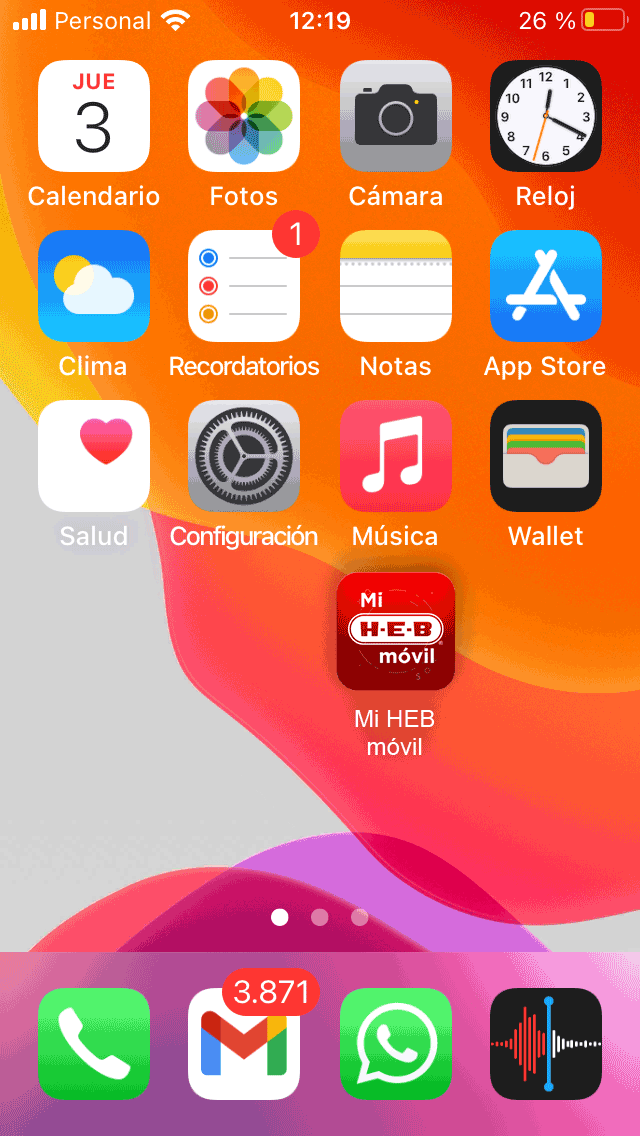 Personal 12:19 26 %
JUE
3
12
11 1
10 2
9 3
8 4
7 5
6
Calendario Fotos Cámara Reloj
1
Clima Recordatorios Notas App Store
Salud Configuración Música Wallet
Mi
H-E-B
móvil
Mi HEB
móvil
3.871